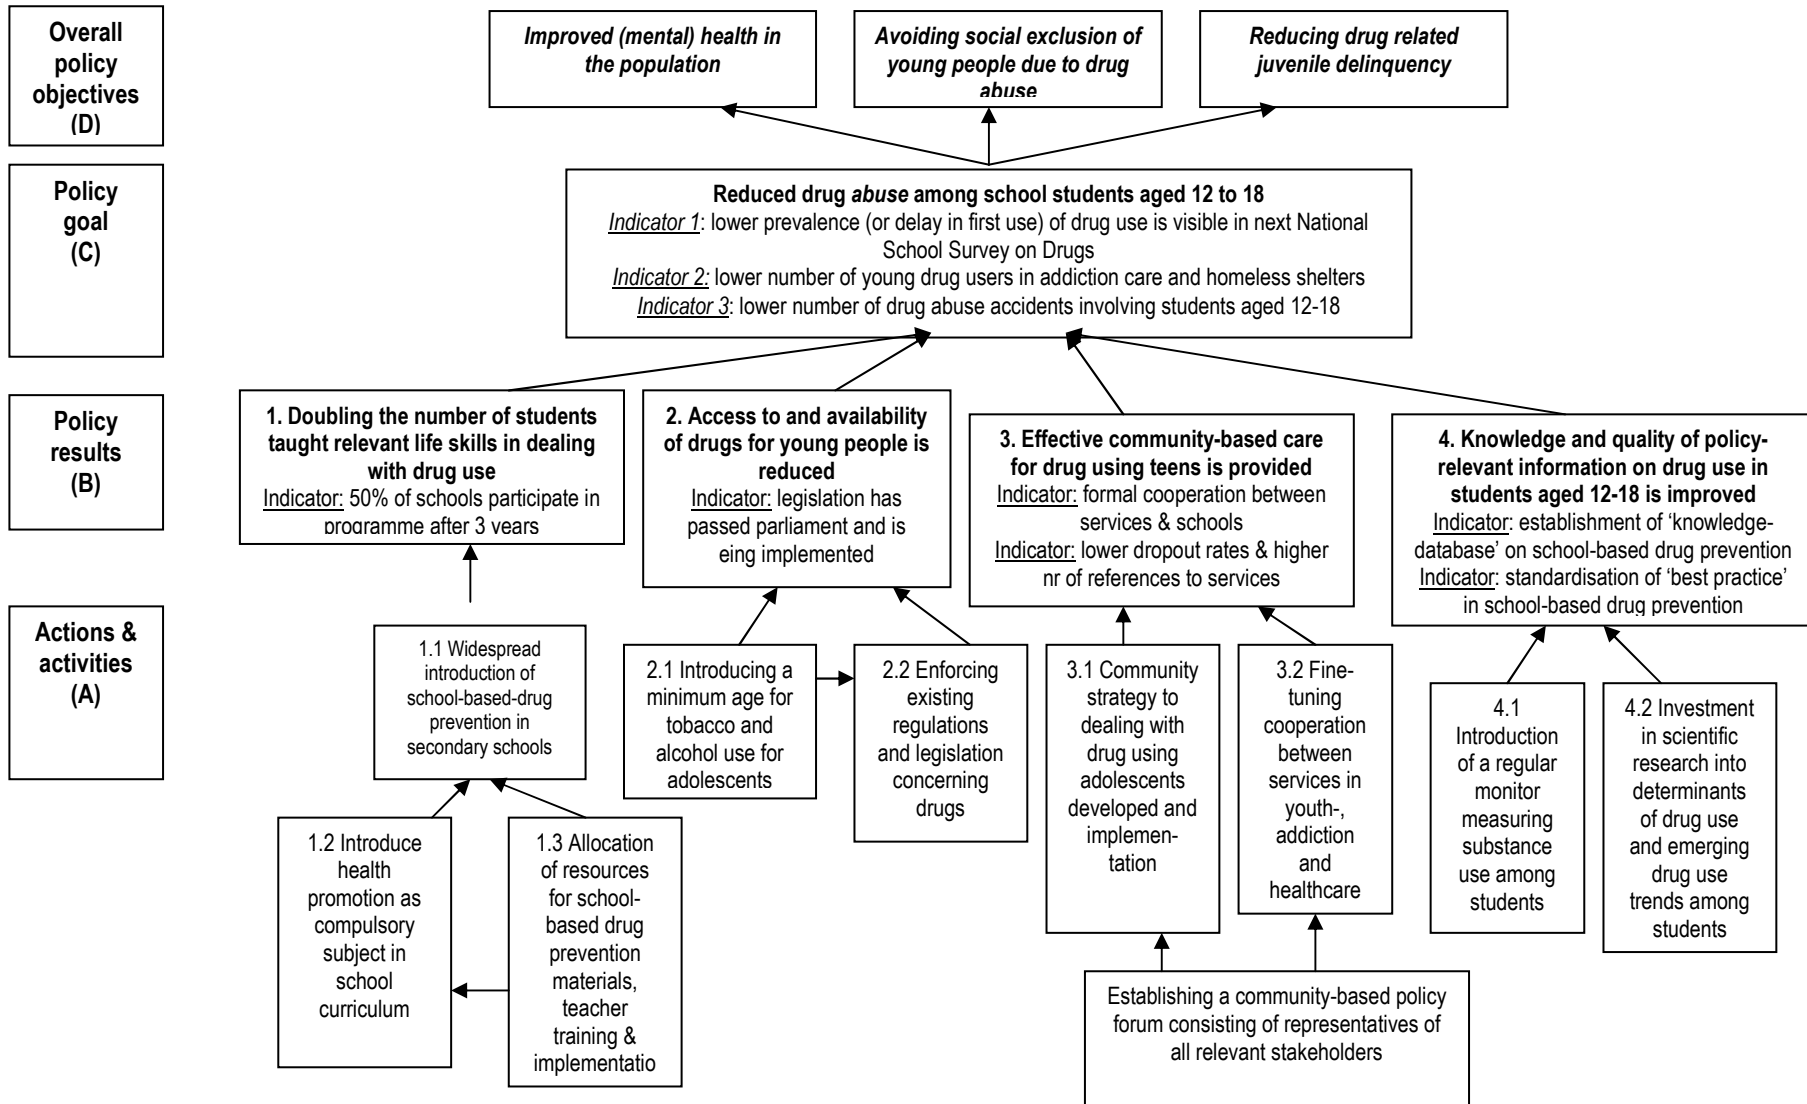 Overall
policy
objectives
(D)
Improved (mental) health in
the population
Avoiding social exclusion of
young people due to drug
abuse
Reducing drug related
juvenile delinquency
Policy
goal
(C)
Reduced drug abuse among school students aged 12 to 18
Indicator 1: lower prevalence (or delay in first use) of drug use is visible in next National
School Survey on Drugs
Indicator 2: lower number of young drug users in addiction care and homeless shelters
Indicator 3: lower number of drug abuse accidents involving students aged 12-18
Policy
results
(B)
1. Doubling the number of students
taught relevant life skills in dealing
with drug use
Indicator: 50% of schools participate in
programme after 3 years
2. Access to and availability
of drugs for young people is
reduced
Indicator: legislation has
passed parliament and is
eing implemented
3. Effective community-based care
for drug using teens is provided
Indicator: formal cooperation between
services & schools
Indicator: lower dropout rates & higher
nr of references to services
4. Knowledge and quality of policy-
relevant information on drug use in
students aged 12-18 is improved
Indicator: establishment of ‘knowledge-
database’ on school-based drug prevention
Indicator: standardisation of ‘best practice’
in school-based drug prevention
Actions &
activities
(A)
1.1 Widespread
introduction of
school-based-drug
prevention in
secondary schools
2.1 Introducing a
minimum age for
tobacco and
alcohol use for
adolescents
2.2 Enforcing
existing
regulations
and legislation
concerning
drugs
3.1 Community
strategy to
dealing with
drug using
adolescents
developed and
implemen-
tation
3.2 Fine-
tuning
cooperation
between
services in
youth-,
addiction
and
healthcare
4.1
Introduction
of a regular
monitor
measuring
substance
use among
students
4.2 Investment
in scientific
research into
determinants
of drug use
and emerging
drug use
trends among
students
1.2 Introduce
health
promotion as
compulsory
subject in
school
curriculum
1.3 Allocation
of resources
for school-
based drug
prevention
materials,
teacher
training &
implementatio
Establishing a community-based policy
forum consisting of representatives of
all relevant stakeholders